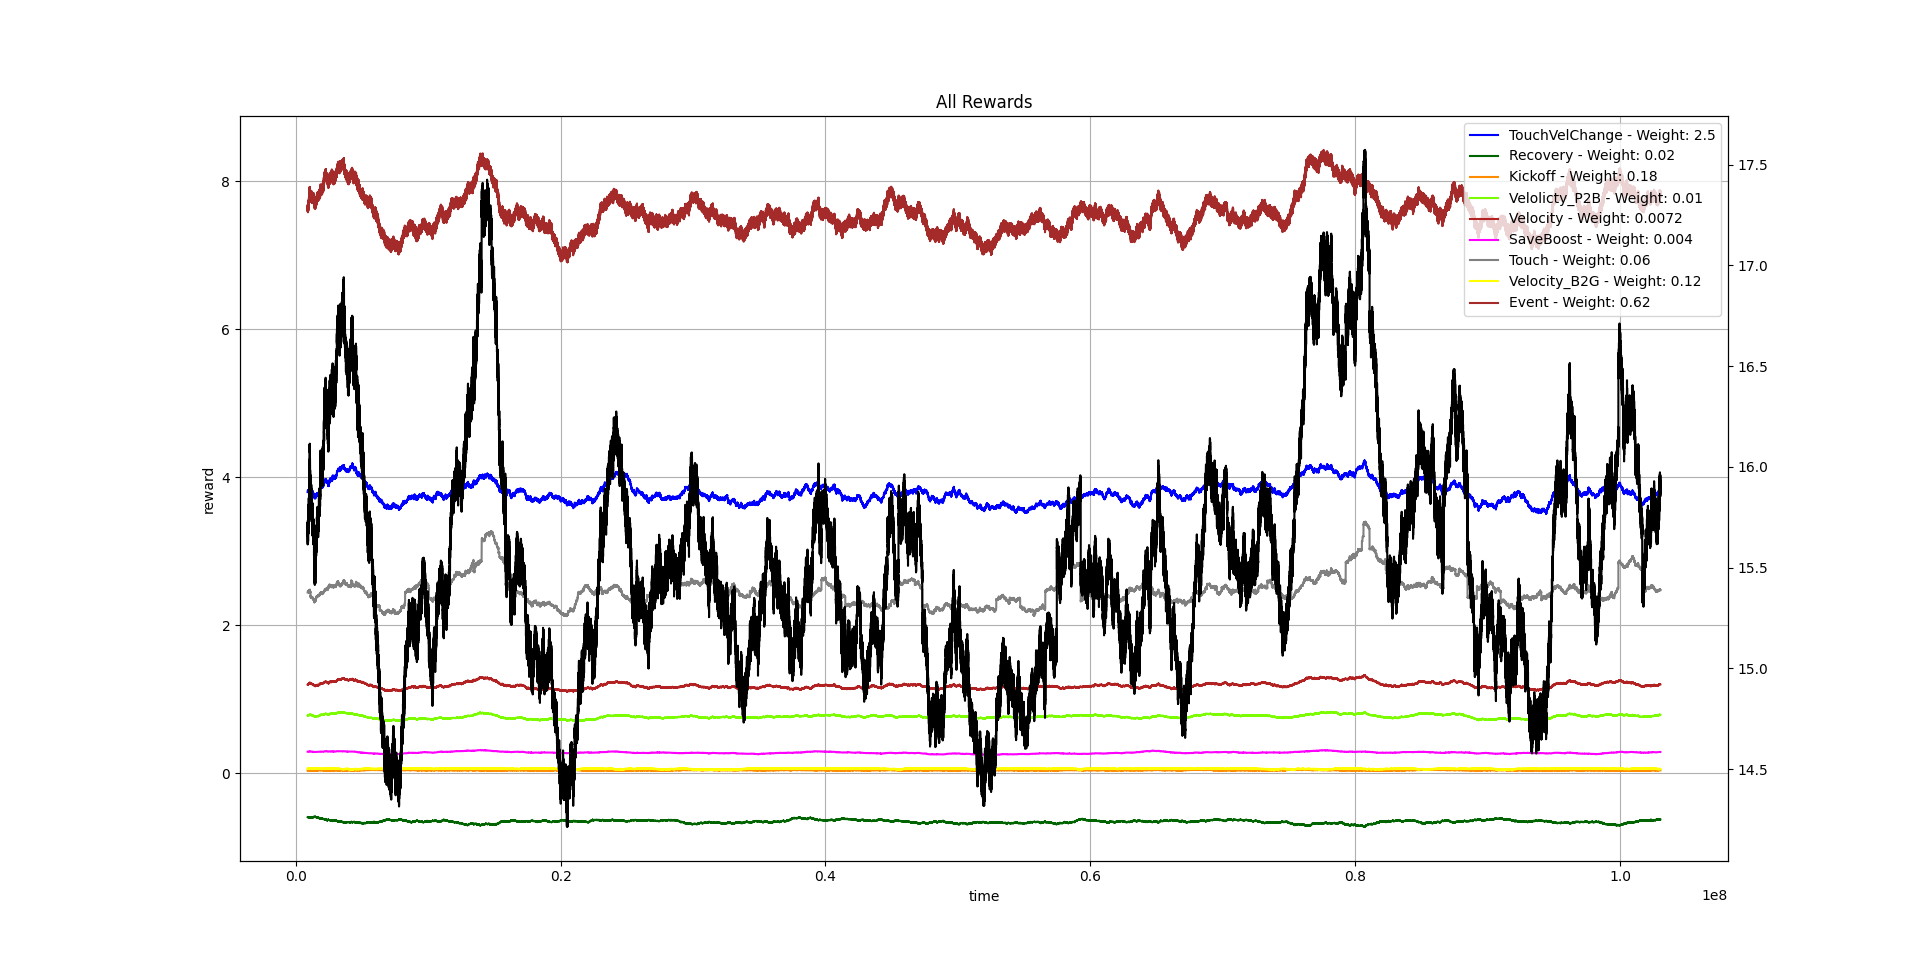 All Rewards
TouchVelChange - Weight: 2.5
Recovery - Weight: 0.02
Kickoff - Weight: 0.18
Velolicty_P2B - Weight: 0.01
Velocity - Weight: 0.0072
SaveBoost - Weight: 0.004
Touch - Weight: 0.06
Velocity_B2G - Weight: 0.12
Event - Weight: 0.62
reward
8
6
4
2
0
17.5
17.0
16.5
16.0
15.5
15.0
14.5
0.0 0.2 0.4 0.6 0.8 1.0
time
1e8